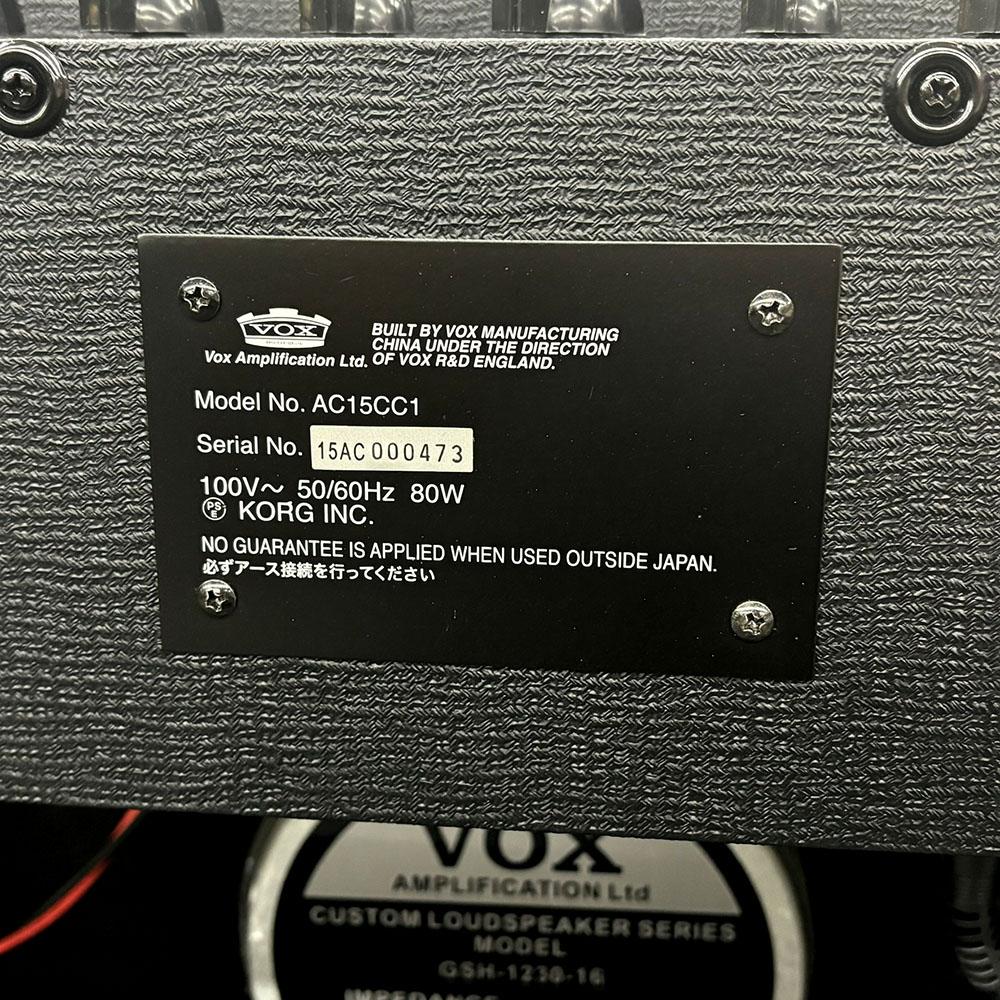 VOX
Vox Amplification Ltd.
BUILT BY VOX MANUFACTURING
CHINA UNDER THE DIRECTION
OF VOX R&D ENGLAND.
Model No. AC15CC1
Serial No. 15AC000473
100V～ 50/60Hz 80W
PS
E KORG INC.
NO GUARANTEE IS APPLIED WHEN USED OUTSIDE JAPAN.
必ずアース接続を行ってください
VOX
AMPLIFICATION Ltd
CUSTOM LOUDSPEAKER SERIES
MODEL
GSH-1230-16
IMPEDANCE